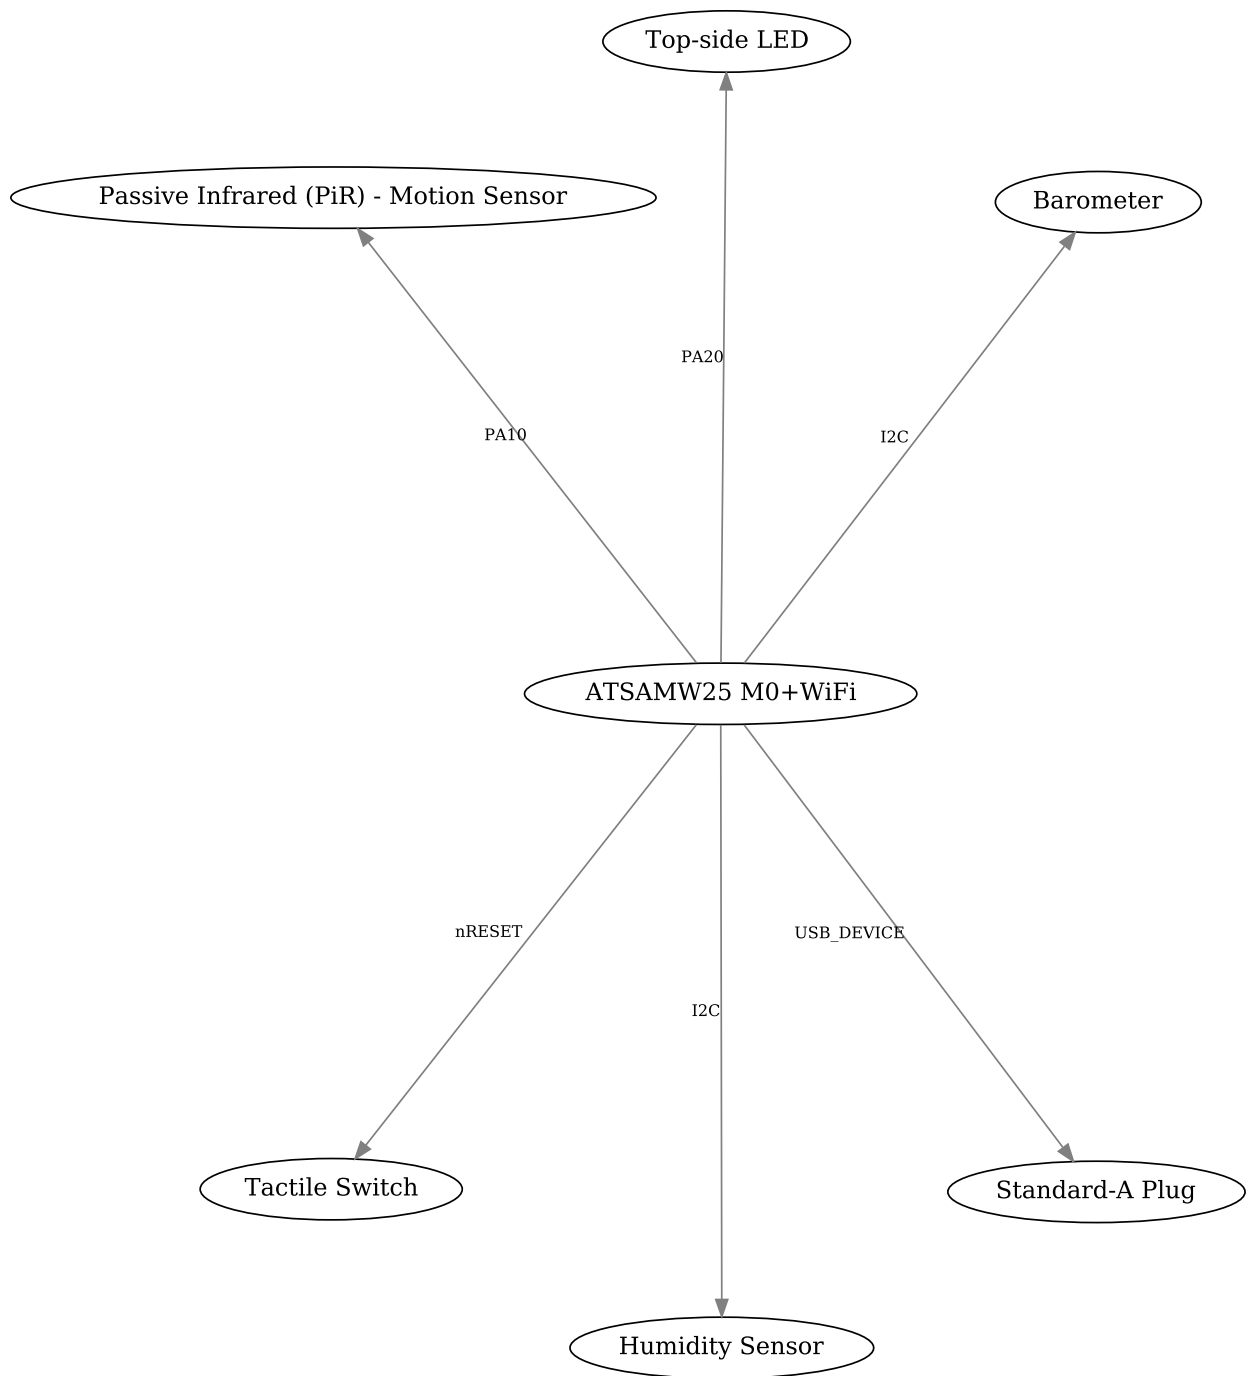 Top-side LED
Passive Infrared (PiR) - Motion Sensor
Barometer
PA20
PA10
I2C
ATSAMW25 M0+WiFi
nRESET
USB_DEVICE
I2C
Tactile Switch
Standard-A Plug
Humidity Sensor